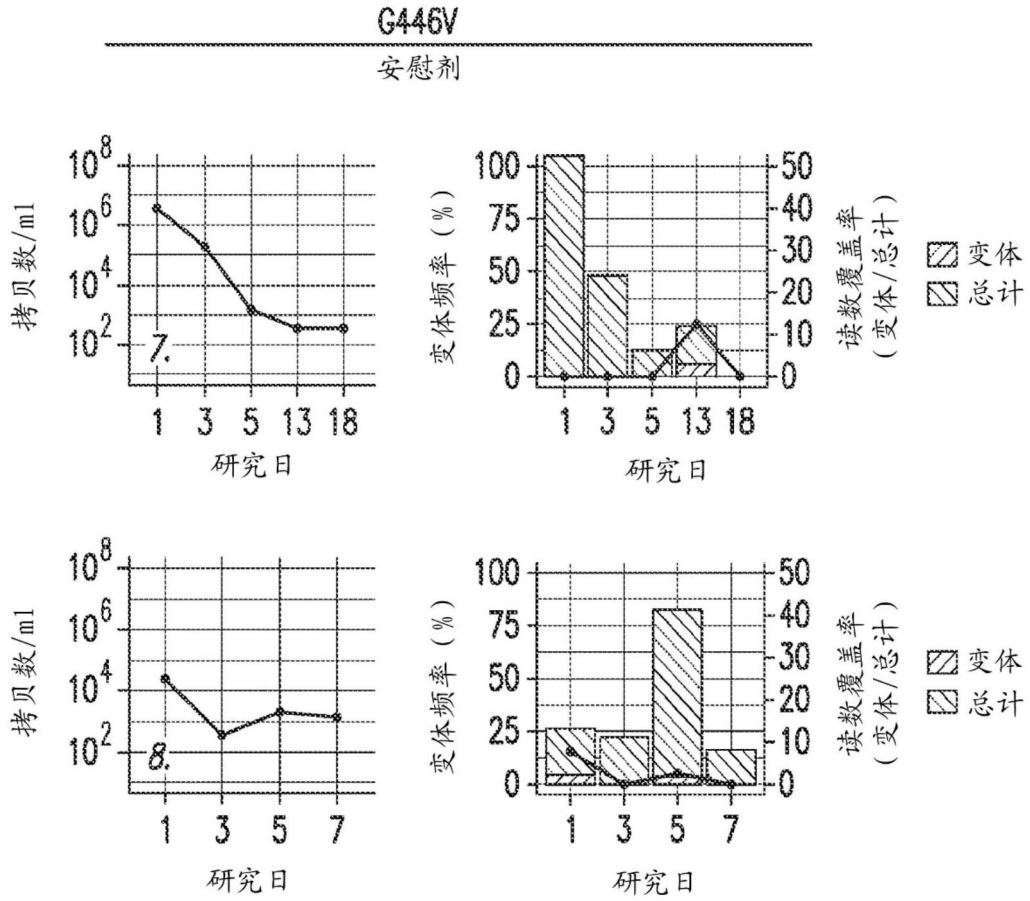 G446V
安慰剂
拷贝数/ml
10^8
10^6
10^4
10^2
7.
1 3 5 13 18
研究日
变体频率 (%)
100
75
50
25
0
50
40
30
20
10
0
读数覆盖率
(变体/总计)
变体
总计
1 3 5 13 18
研究日
拷贝数/ml
10^8
10^6
10^4
10^2
8.
1 3 5 7
研究日
变体频率 (%)
100
75
50
25
0
50
40
30
20
10
0
读数覆盖率
(变体/总计)
变体
总计
1 3 5 7
研究日